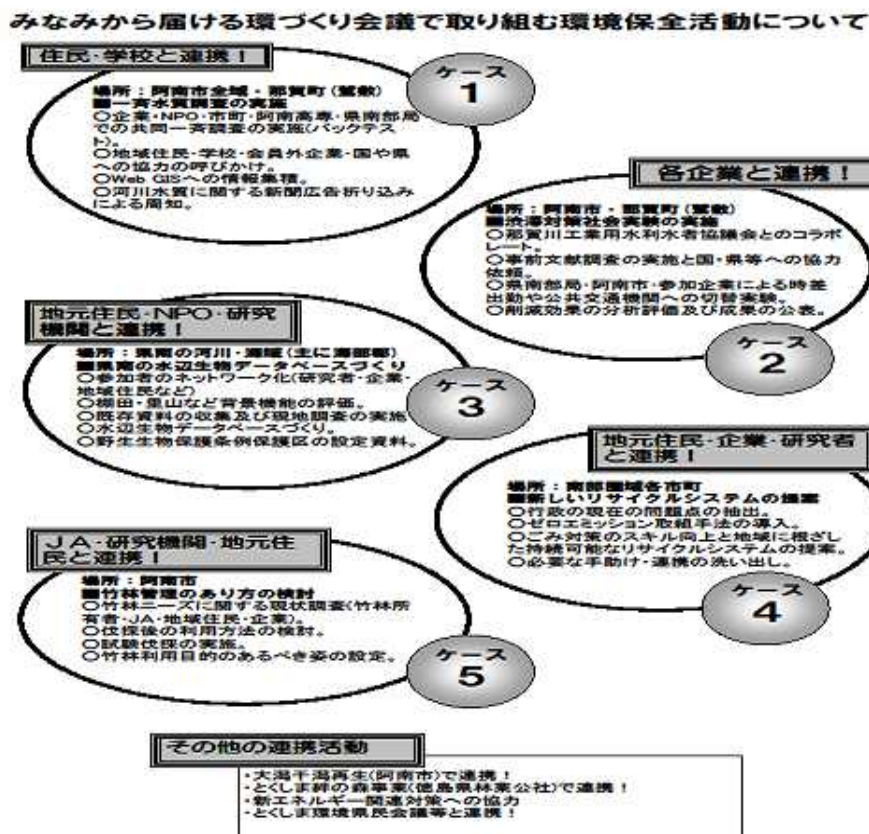 みなみから届ける環づくり会議で取り組む環境保全活動について
住民・学校と連携！
ケース
1
場所：阿南市全域・那賀町（鷲敷）
■一斉水質調査の実施
○企業・NPO・市町・阿南高専・県南部局
での共同一斉調査の実施(パックテス
ト)。
○地域住民・学校・会員外企業・国や県
への協力の呼びかけ。
○Web GISへの情報集積。
○河川水質に関する新聞広告折り込み
による周知。
各企業と連携！
場所：阿南市・那賀町（鷲敷）
■渋滞対策社会実験の実施
○那賀川工業用水利水者協議会とのコラボ
レート。
○事前文献調査の実施と国・県等への協力
依頼。
○県南部局・阿南市・参加企業による時差
出勤や公共交通機関への切替実験。
○削減効果の分析評価及び成果の公表。
ケース
2
地元住民・NPO・研究
機関と連携！
場所：県南の河川・海域（主に海部郡）
■県南の水辺生物データベースづくり
○参加者のネットワーク化(研究者・企業・
地域住民など)
○棚田・里山など背景機能の評価。
○既存資料の収集及び現地調査の実施
○水辺生物データベースづくり。
○野生生物保護条例保護区の設定資料。
ケース
3
地元住民・企業・研究者
と連携！
場所：南部圏域各市町
■新しいリサイクルシステムの提案
○行政の現在の問題点の抽出。
○ゼロエミッション取組手法の導入。
○ごみ対策のスキル向上と地域に根ざし
た持続可能なリサイクルシステムの提案。
○必要な手助け・連携の洗い出し。
ケース
4
ＪＡ・研究機関・地元住
民と連携！
場所：阿南市
■竹林管理のあり方の検討
○竹林ニーズに関する現状調査(竹林所
有者・JA・地域住民・企業)。
○伐採後の利用方法の検討。
○試験伐採の実施。
○竹林利用目的のあるべき姿の設定。
ケース
5
その他の連携活動
・大潟干潟再生(阿南市)で連携！
・とくしま絆の森事業(徳島県林業公社)で連携！
・新エネルギー関連対策への協力
・とくしま環境県民会議等と連携！